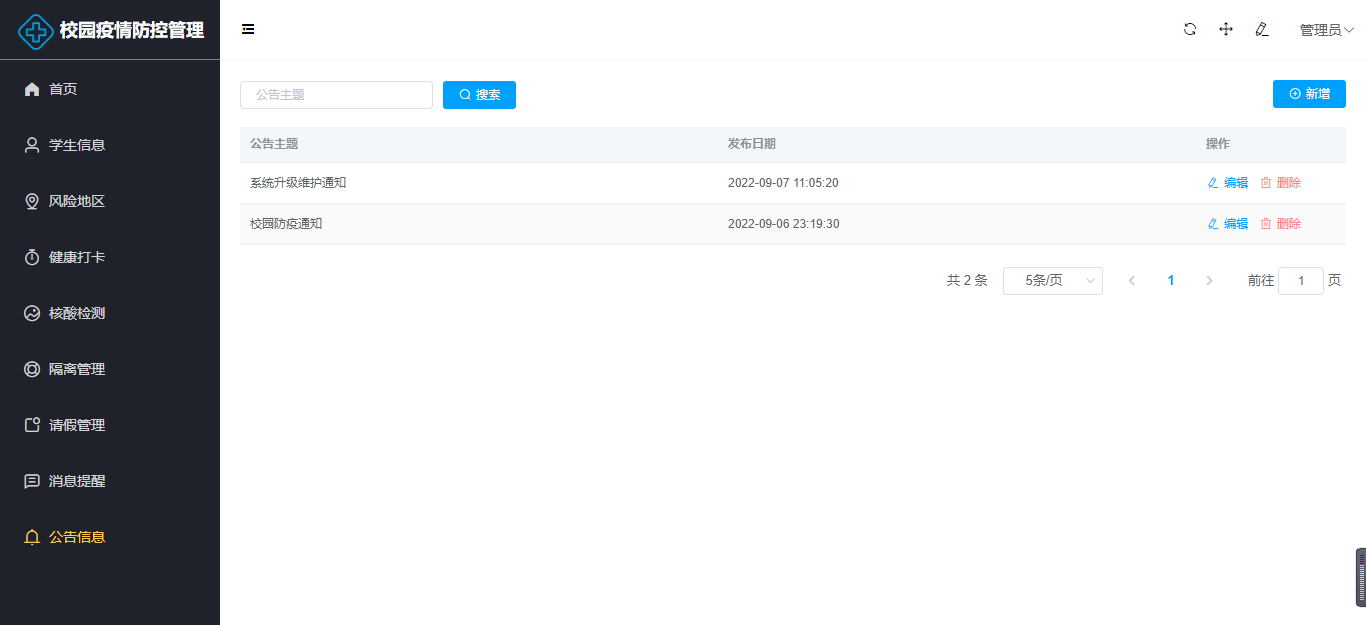 校园疫情防控管理
管理员
首页
学生信息
风险地区
健康打卡
核酸检测
隔离管理
请假管理
消息提醒
公告信息
公告主题 搜索 新增
公告主题 发布日期 操作
系统升级维护通知 2022-09-07 11:05:20 编辑 删除
校园防疫通知 2022-09-06 23:19:30 编辑 删除
共 2 条 5条/页 1 前往 1 页